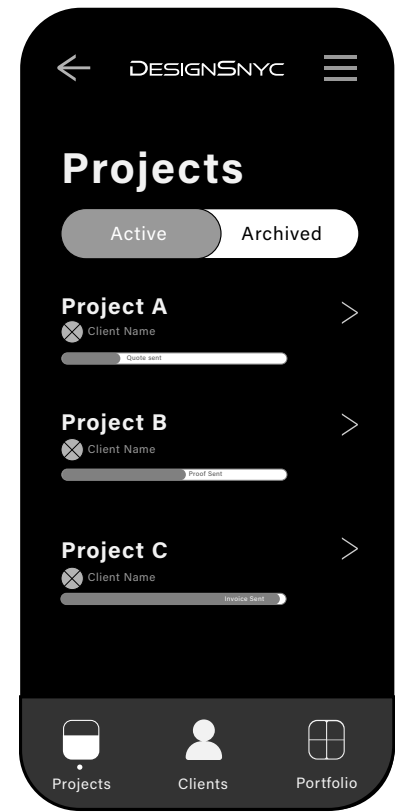 DesignSnyc
Projects
Active Archived
Project A
Client Name
Quote sent
Project B
Client Name
Proof Sent
Project C
Client Name
Invoice Sent
Projects Clients Portfolio